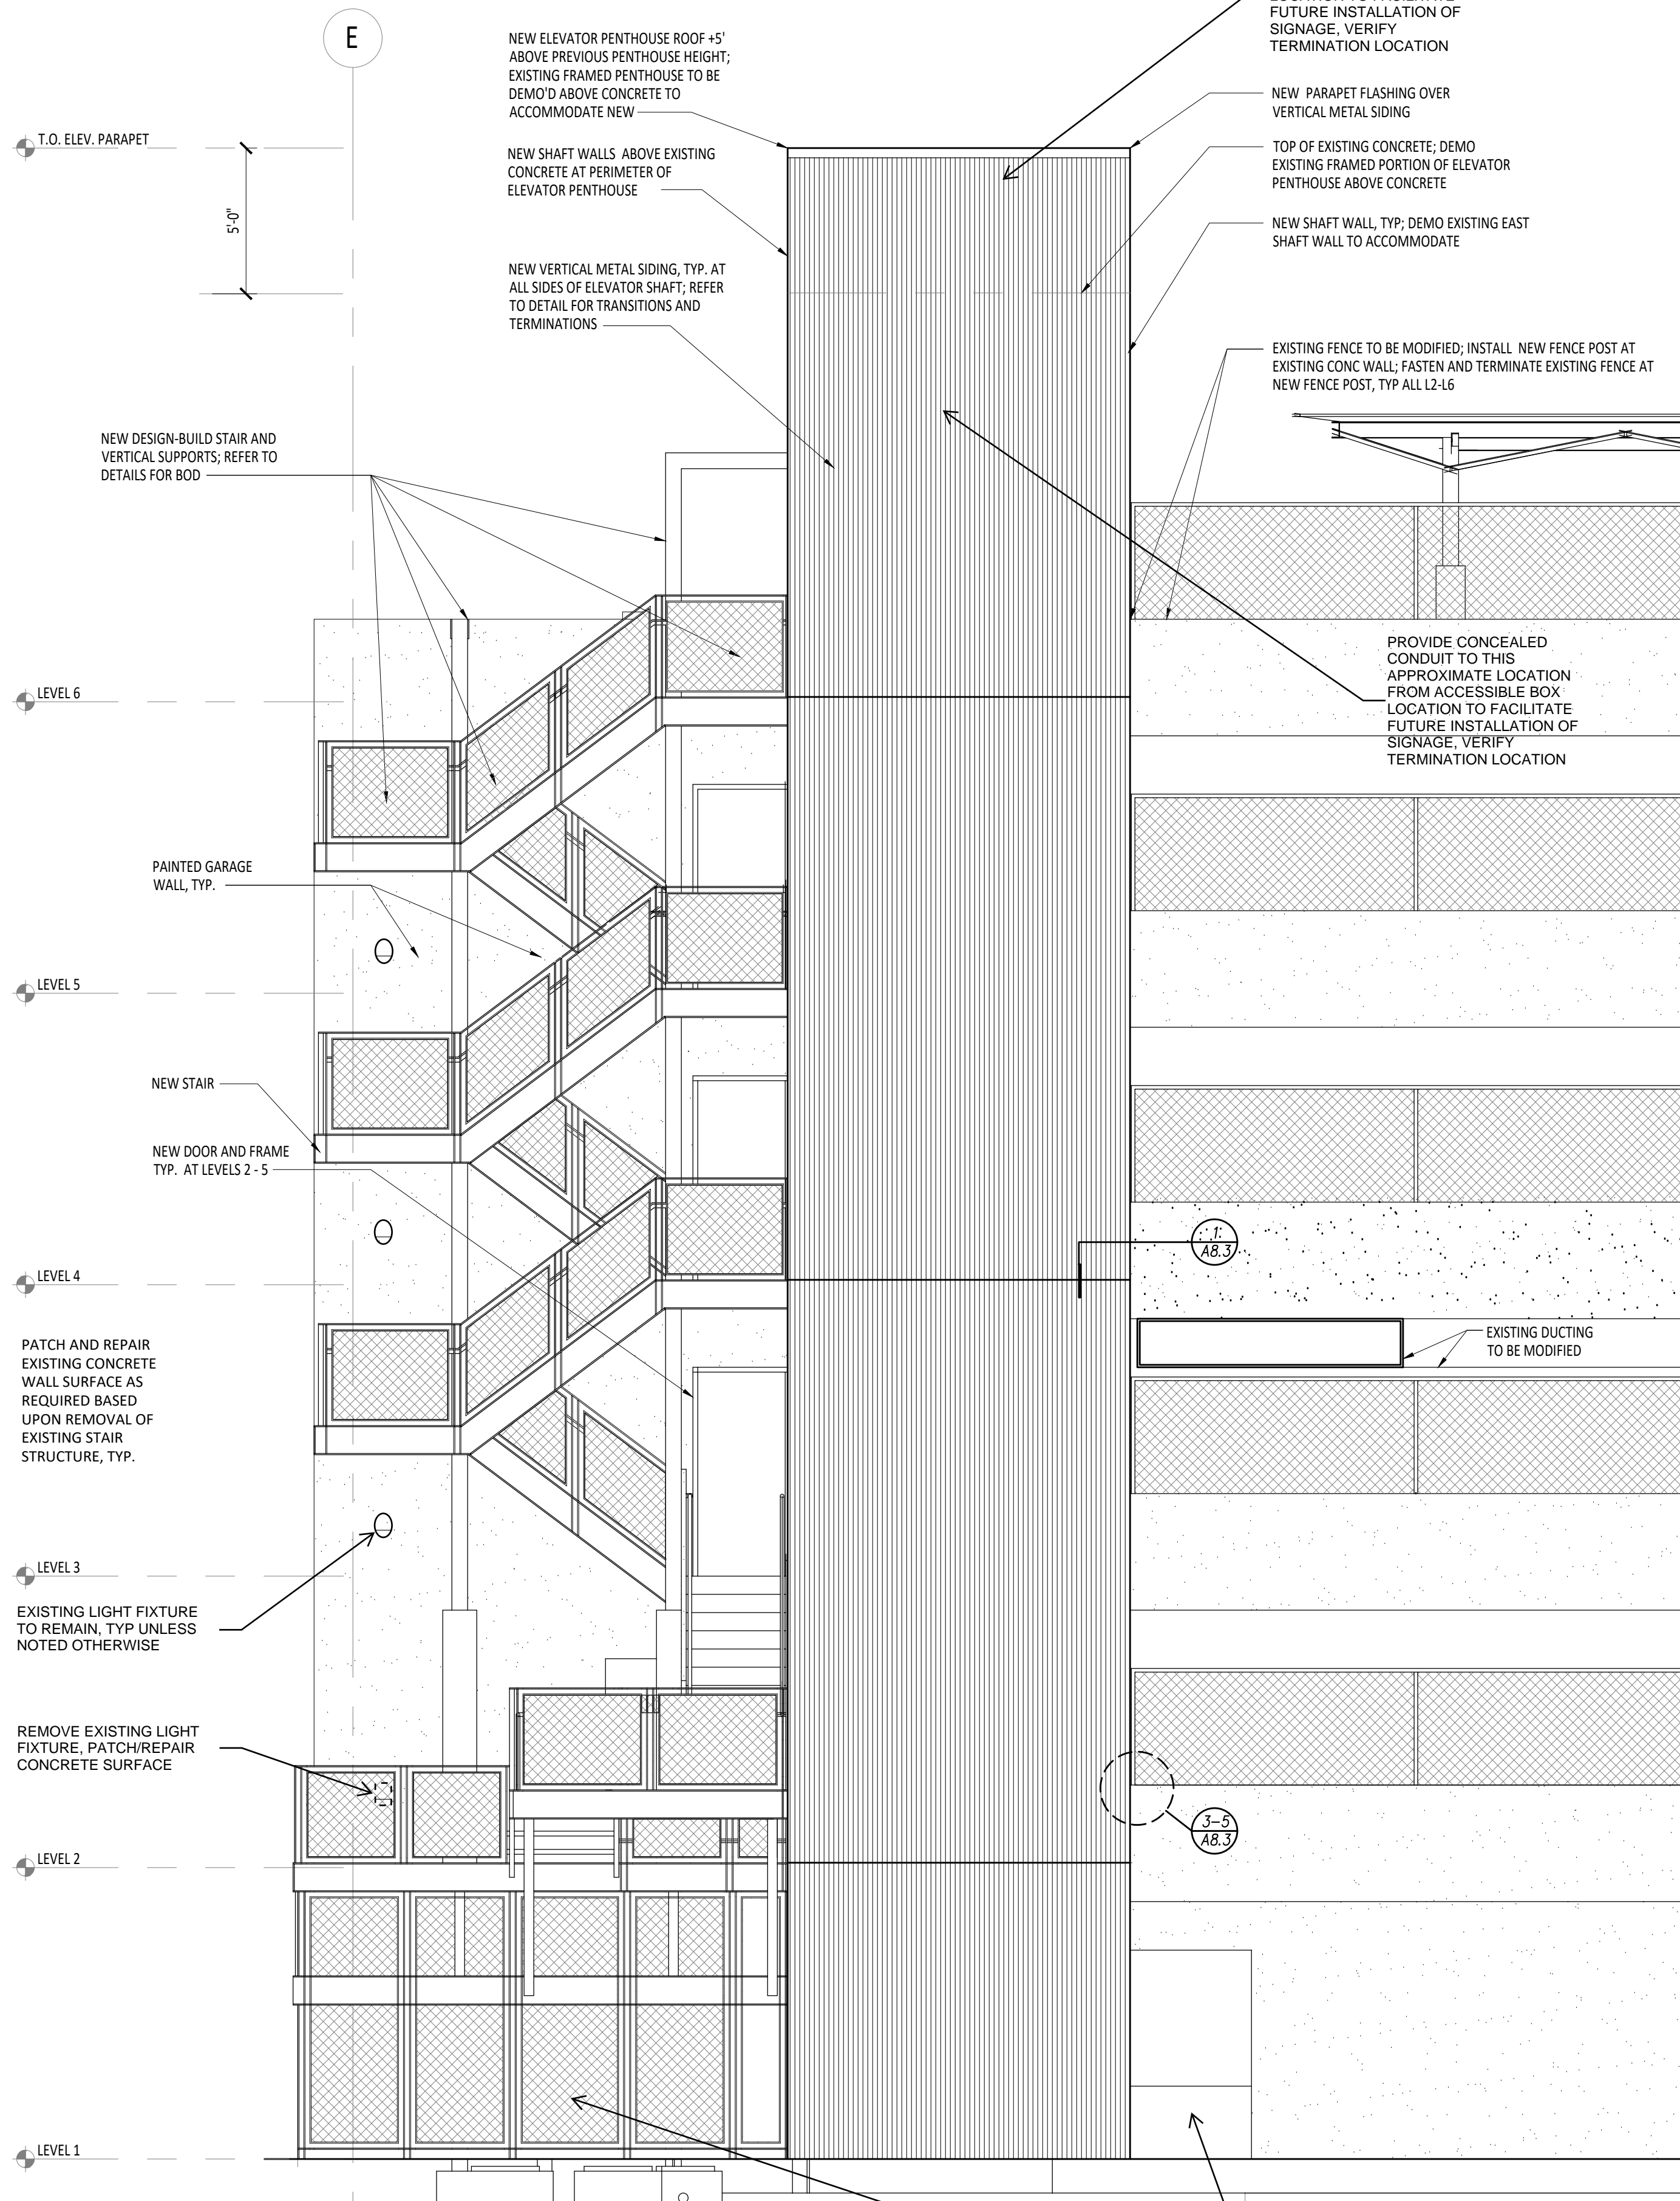 E
LOCATION TO FACILITATE
FUTURE INSTALLATION OF
SIGNAGE, VERIFY
TERMINATION LOCATION
NEW ELEVATOR PENTHOUSE ROOF +5'
ABOVE PREVIOUS PENTHOUSE HEIGHT;
EXISTING FRAMED PENTHOUSE TO BE
DEMO'D ABOVE CONCRETE TO
ACCOMMODATE NEW
NEW PARAPET FLASHING OVER
VERTICAL METAL SIDING
T.O. ELEV. PARAPET
NEW SHAFT WALLS ABOVE EXISTING
CONCRETE AT PERIMETER OF
ELEVATOR PENTHOUSE
TOP OF EXISTING CONCRETE; DEMO
EXISTING FRAMED PORTION OF ELEVATOR
PENTHOUSE ABOVE CONCRETE
5'-0"
NEW SHAFT WALL, TYP; DEMO EXISTING EAST
SHAFT WALL TO ACCOMMODATE
NEW VERTICAL METAL SIDING, TYP. AT
ALL SIDES OF ELEVATOR SHAFT; REFER
TO DETAIL FOR TRANSITIONS AND
TERMINATIONS
EXISTING FENCE TO BE MODIFIED; INSTALL NEW FENCE POST AT
EXISTING CONC WALL; FASTEN AND TERMINATE EXISTING FENCE AT
NEW FENCE POST, TYP ALL L2-L6
NEW DESIGN-BUILD STAIR AND
VERTICAL SUPPORTS; REFER TO
DETAILS FOR BOD
PROVIDE CONCEALED
CONDUIT TO THIS
APPROXIMATE LOCATION
FROM ACCESSIBLE BOX
LOCATION TO FACILITATE
FUTURE INSTALLATION OF
SIGNAGE, VERIFY
TERMINATION LOCATION
LEVEL 6
PAINTED GARAGE
WALL, TYP.
LEVEL 5
NEW STAIR
NEW DOOR AND FRAME
TYP. AT LEVELS 2 - 5
1
A8.3
LEVEL 4
EXISTING DUCTING
TO BE MODIFIED
PATCH AND REPAIR
EXISTING CONCRETE
WALL SURFACE AS
REQUIRED BASED
UPON REMOVAL OF
EXISTING STAIR
STRUCTURE, TYP.
LEVEL 3
EXISTING LIGHT FIXTURE
TO REMAIN, TYP UNLESS
NOTED OTHERWISE
REMOVE EXISTING LIGHT
FIXTURE, PATCH/REPAIR
CONCRETE SURFACE
3-5
A8.3
LEVEL 2
LEVEL 1